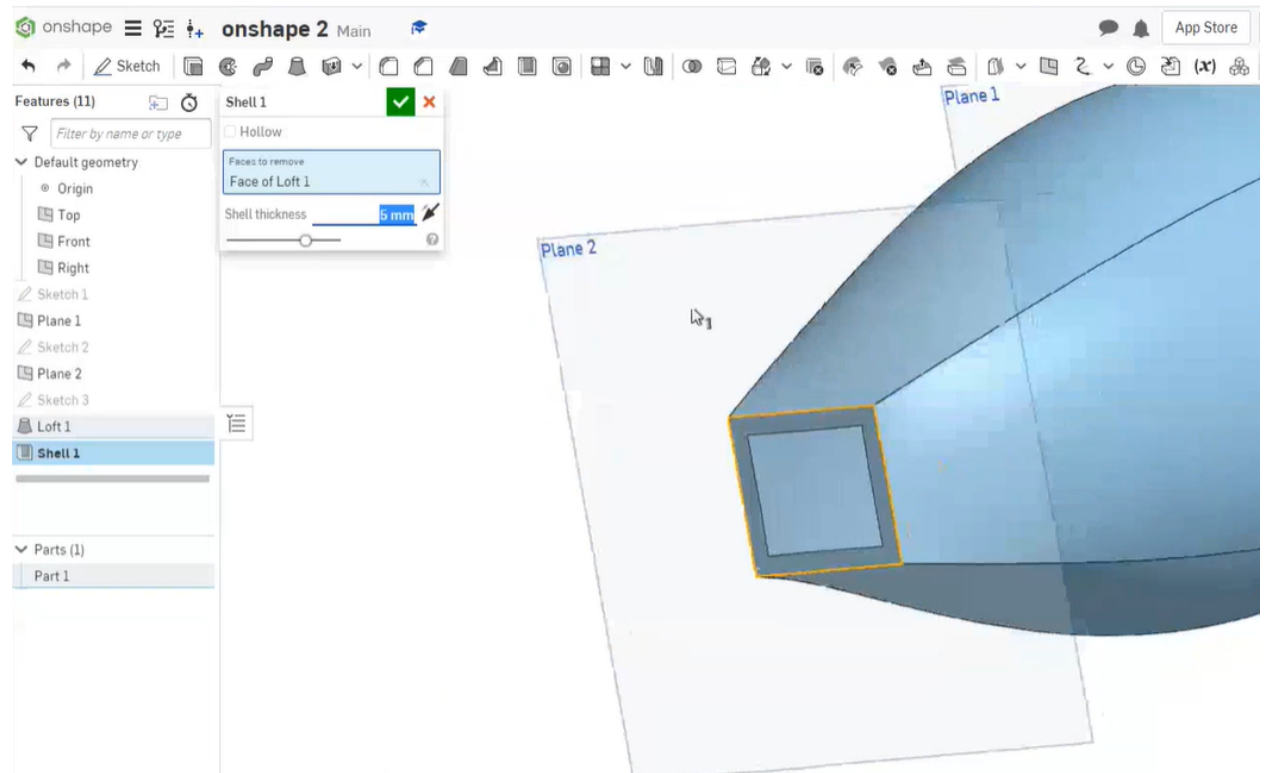 onshape onshape 2 Main App Store
Sketch (x)
Features (11)
Filter by name or type
Default geometry
Origin
Top
Front
Right
Sketch 1
Plane 1
Sketch 2
Plane 2
Sketch 3
Loft 1
Shell 1
Parts (1)
Part 1
Shell 1
Hollow
Faces to remove
Face of Loft 1
Shell thickness 5 mm
Plane 1
Plane 2